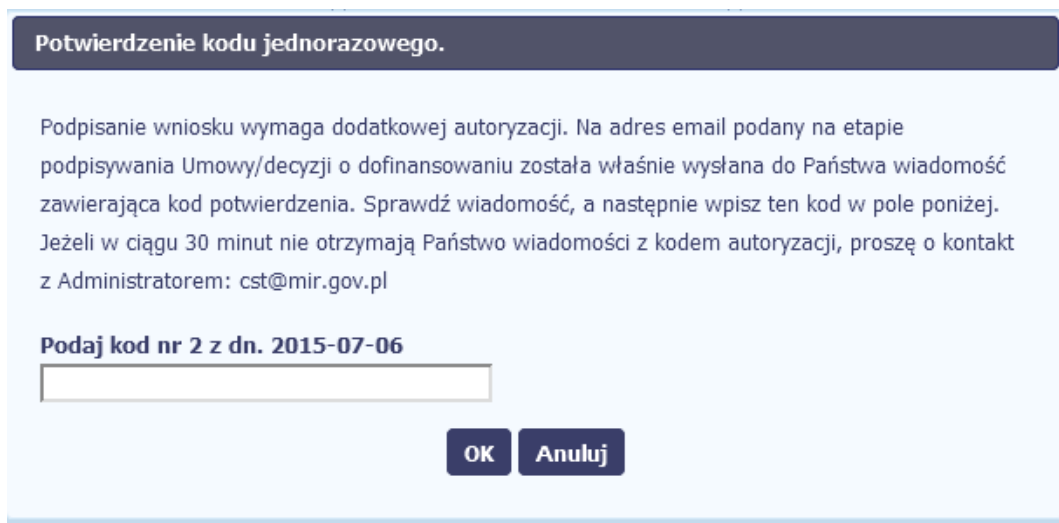 Potwierdzenie kodu jednorazowego.
Podpisanie wniosku wymaga dodatkowej autoryzacji. Na adres email podany na etapie
podpisywania Umowy/decyzji o dofinansowaniu została właśnie wysłana do Państwa wiadomość
zawierająca kod potwierdzenia. Sprawdź wiadomość, a następnie wpisz ten kod w pole poniżej.
Jeżeli w ciągu 30 minut nie otrzymają Państwo wiadomości z kodem autoryzacji, proszę o kontakt
z Administratorem: cst@mir.gov.pl
Podaj kod nr 2 z dn. 2015-07-06
OK Anuluj